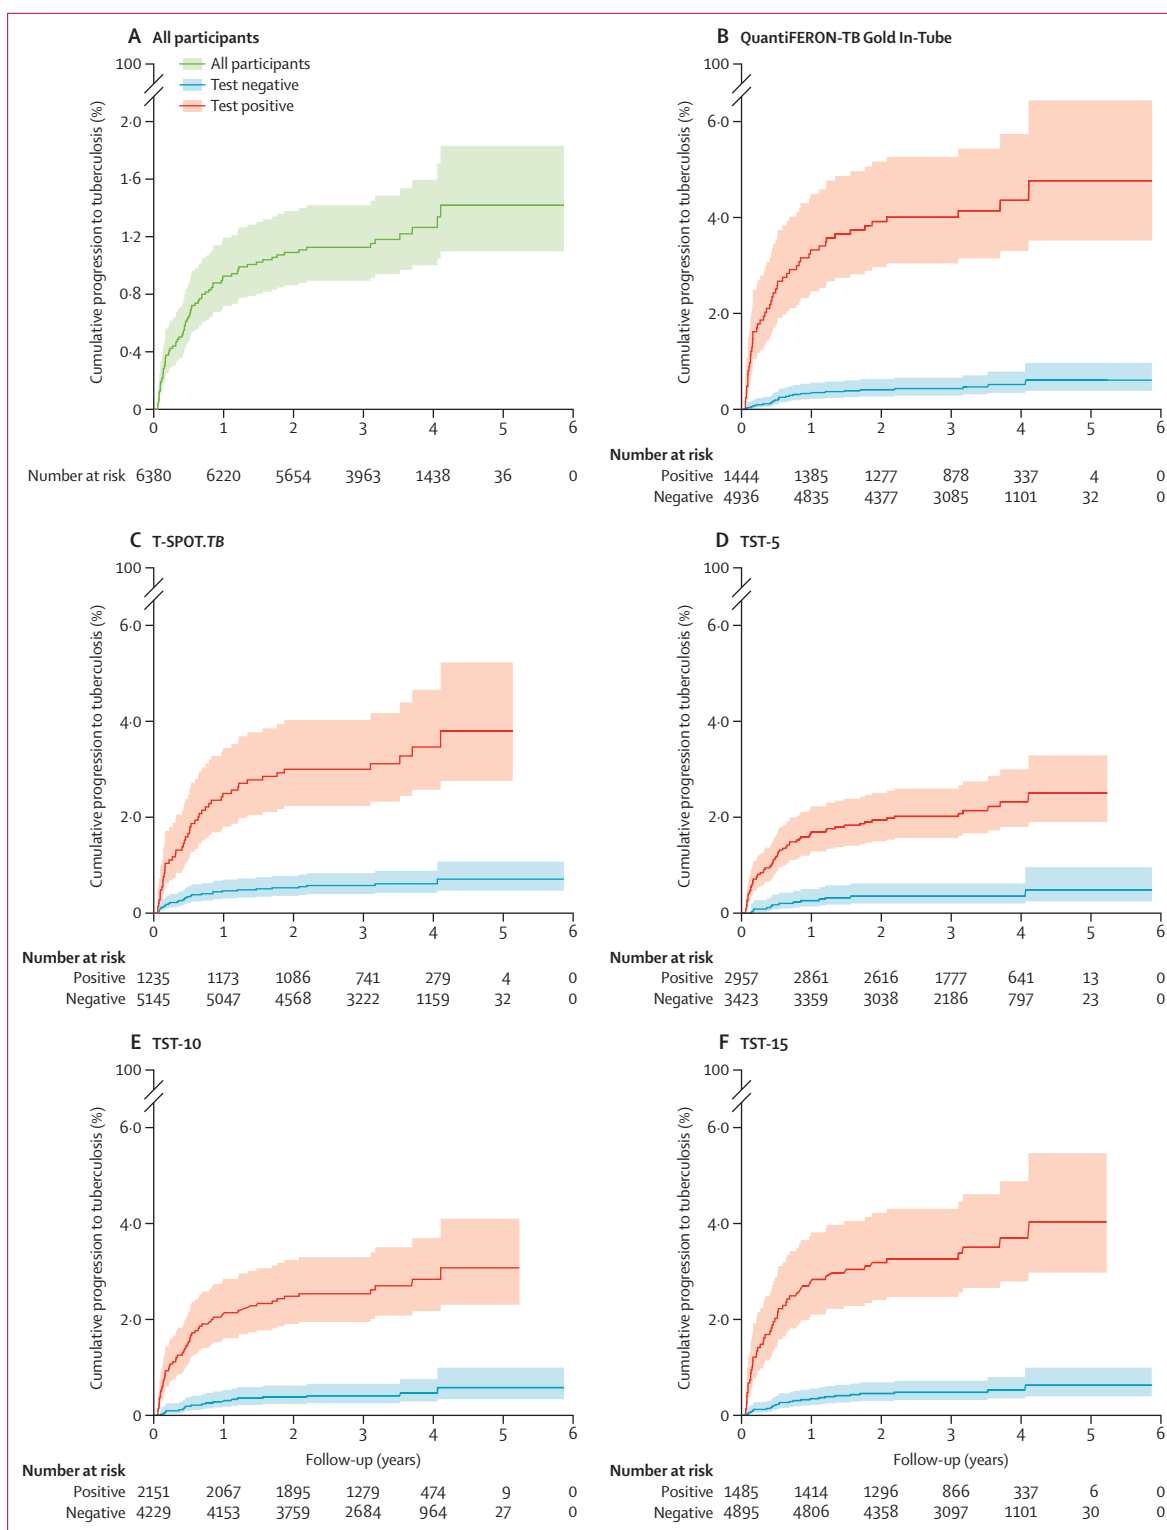 A All participants
All participants
Test negative
Test positive
Cumulative progression to tuberculosis (%)
100
2·0
1·6
1·2
0·8
0·4
0
0 1 2 3 4 5 6
Number at risk 6380 6220 5654 3963 1438 36 0
B QuantiFERON-TB Gold In-Tube
Cumulative progression to tuberculosis (%)
100
6·0
4·0
2·0
0
0 1 2 3 4 5 6
Number at risk
Positive 1444 1385 1277 878 337 4 0
Negative 4936 4835 4377 3085 1101 32 0
C T-SPOT.TB
Cumulative progression to tuberculosis (%)
100
6·0
4·0
2·0
0
0 1 2 3 4 5 6
Number at risk
Positive 1235 1173 1086 741 279 4 0
Negative 5145 5047 4568 3222 1159 32 0
D TST-5
Cumulative progression to tuberculosis (%)
100
6·0
4·0
2·0
0
0 1 2 3 4 5 6
Number at risk
Positive 2957 2861 2616 1777 641 13 0
Negative 3423 3359 3038 2186 797 23 0
E TST-10
Cumulative progression to tuberculosis (%)
100
6·0
4·0
2·0
0
0 1 2 3 4 5 6
Follow-up (years)
Number at risk
Positive 2151 2067 1895 1279 474 9 0
Negative 4229 4153 3759 2684 964 27 0
F TST-15
Cumulative progression to tuberculosis (%)
100
6·0
4·0
2·0
0
0 1 2 3 4 5 6
Follow-up (years)
Number at risk
Positive 1485 1414 1296 866 337 6 0
Negative 4895 4806 4358 3097 1101 30 0